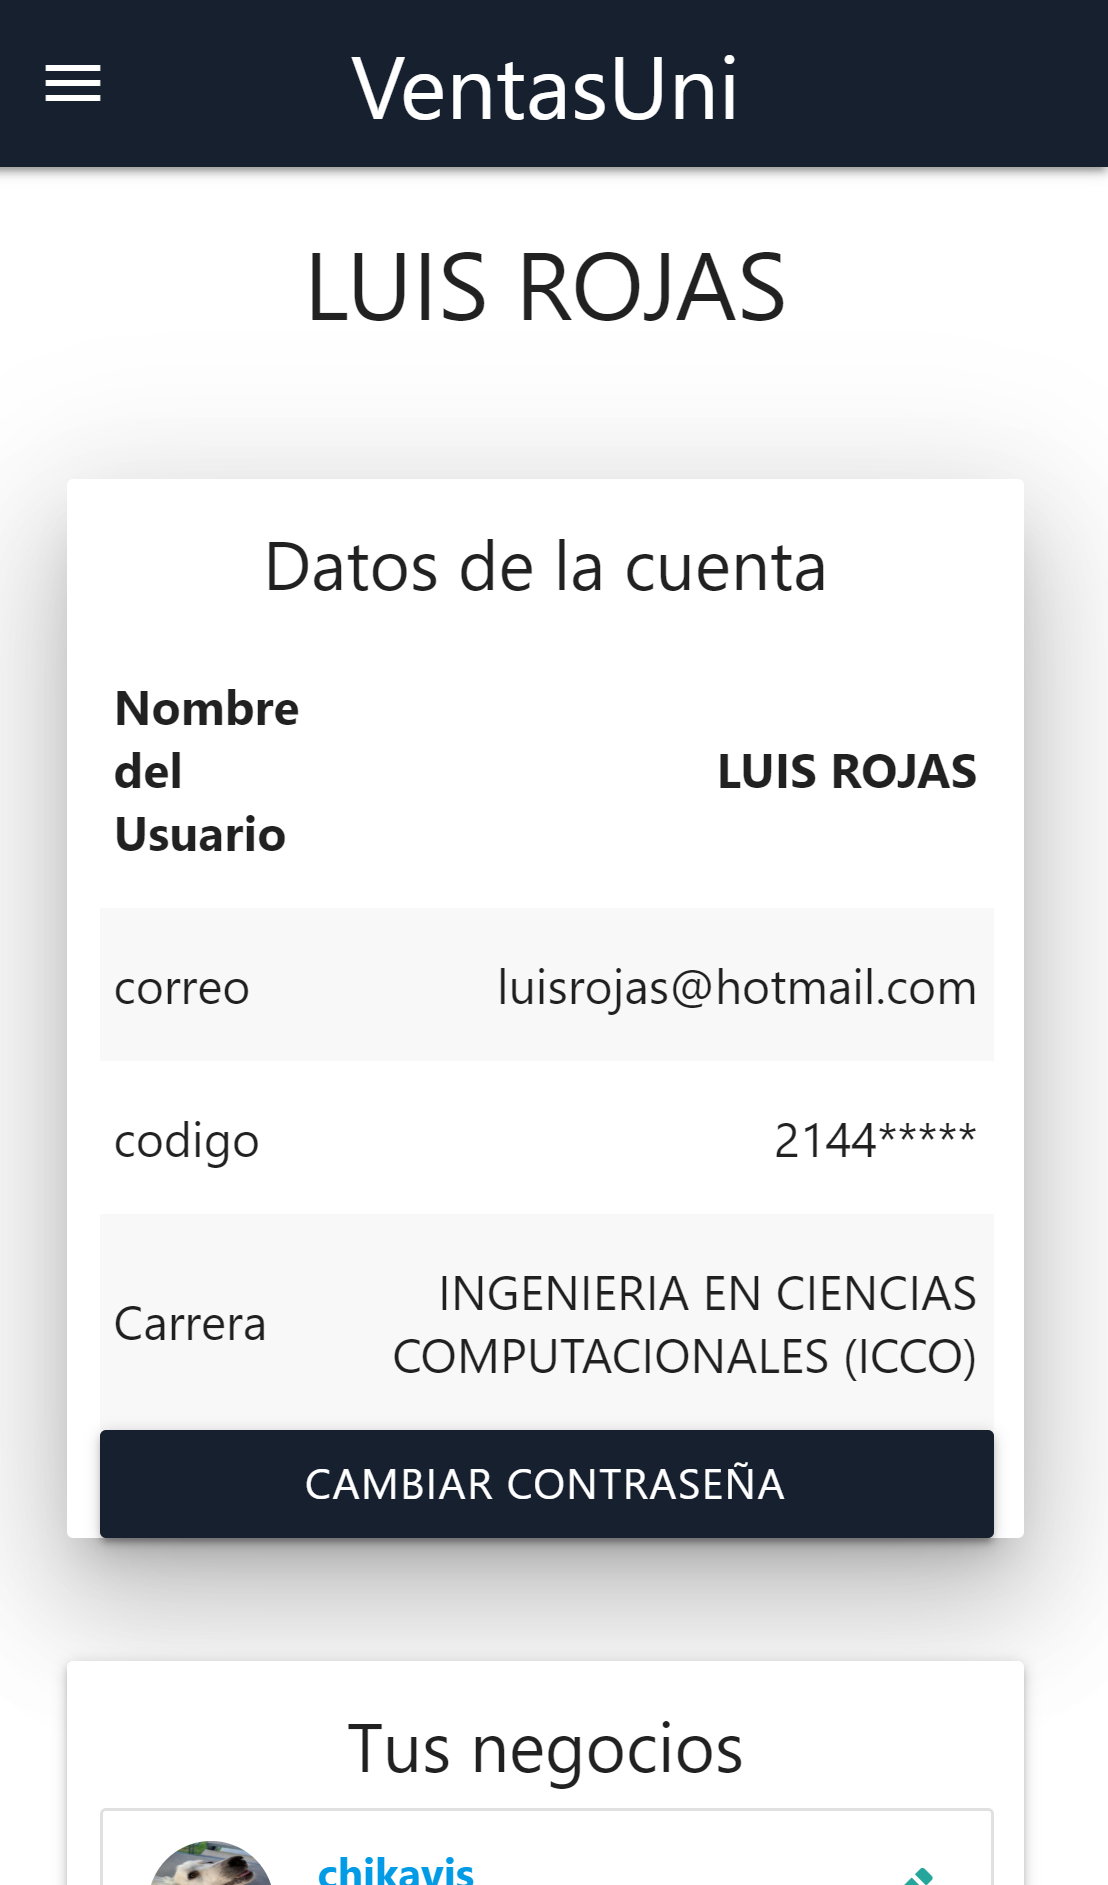 VentasUni
LUIS ROJAS
Datos de la cuenta
Nombre
del
Usuario
LUIS ROJAS
correo
luisrojas@hotmail.com
codigo
2144*****
Carrera
INGENIERIA EN CIENCIAS
COMPUTACIONALES (ICCO)
CAMBIAR CONTRASEÑA
Tus negocios
chikavis